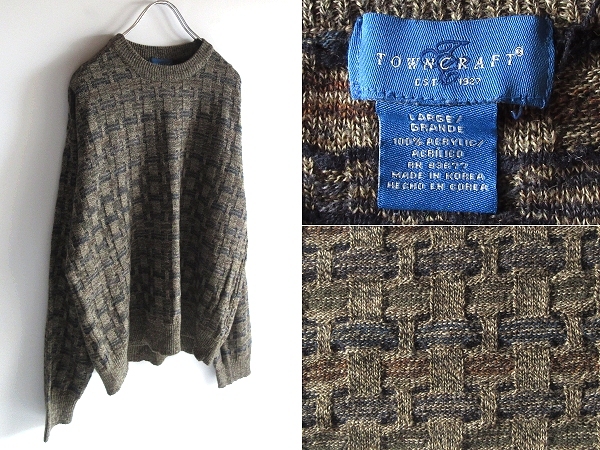 TOWNCRAFT®
EST. 1927
LARGE/
GRANDE
100% ACRYLIC/
ACRILICO
RN 93677
MADE IN KOREA
HECHO EN COREA